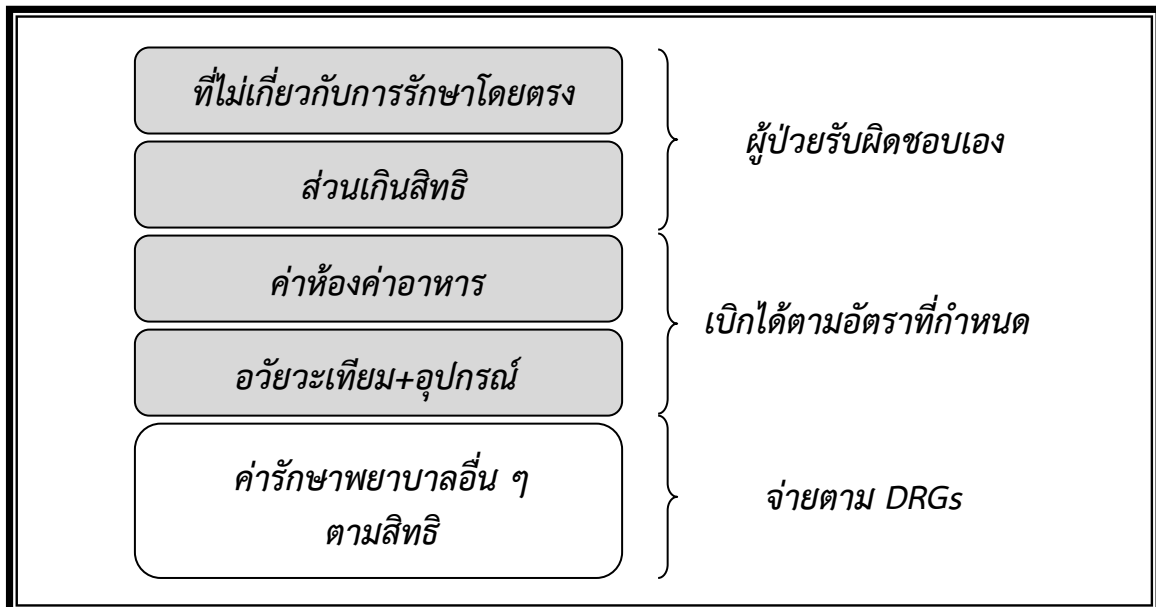 ที่ไม่เกี่ยวกับการรักษาโดยตรง
ส่วนเกินสิทธิ
ผู้ป่วยรับผิดชอบเอง
ค่าห้องค่าอาหาร
อวัยวะเทียม+อุปกรณ์
เบิกได้ตามอัตราที่กำหนด
ค่ารักษาพยาบาลอื่น ๆ
ตามสิทธิ
จ่ายตาม DRGs